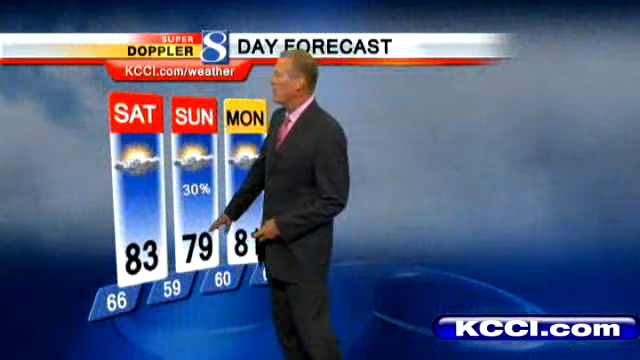 SUPER
DOPPLER 8 DAY FORECAST
KCCI.com/weather
SAT SUN MON
30%
83 79 81
66 59 60
KCCI.com